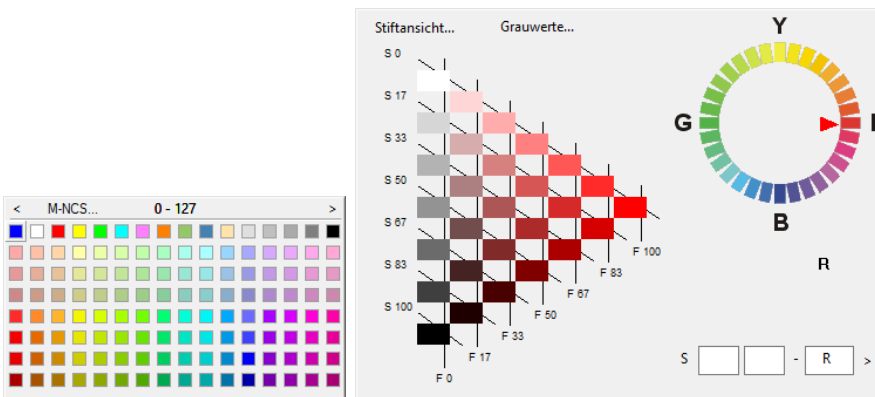 Stiftansicht... Grauwerte...
S 0
S 17
S 33
S 50
S 67
S 83
S 100
F 100
F 83
F 67
F 50
F 33
F 17
F 0
Y
G
B
R
S - R >
< M-NCS... 0 - 127 >